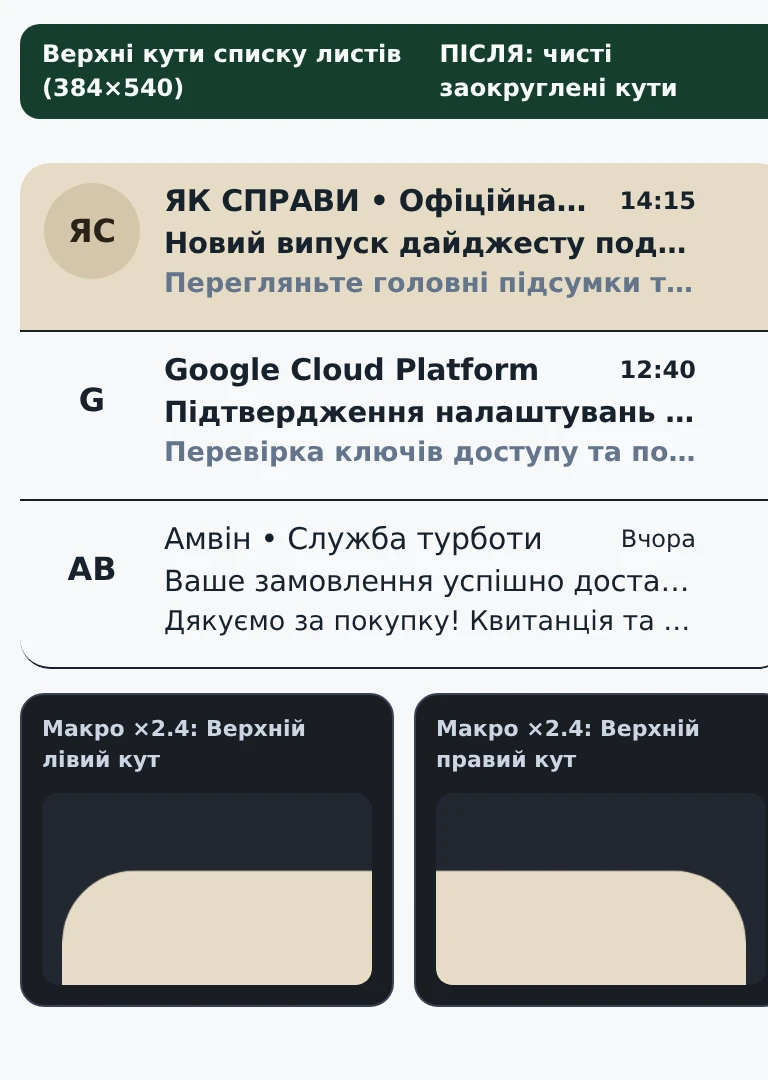 Верхні кути списку листів
(384×540)
ПІСЛЯ: чисті
заокруглені кути
ЯС
ЯК СПРАВИ • Офіційна… 14:15
Новий випуск дайджесту под…
Перегляньте головні підсумки т…
G
Google Cloud Platform 12:40
Підтвердження налаштувань …
Перевірка ключів доступу та по…
АВ
Амвін • Служба турботи Вчора
Ваше замовлення успішно доста…
Дякуємо за покупку! Квитанція та …
Макро ×2.4: Верхній
лівий кут
Макро ×2.4: Верхній
правий кут